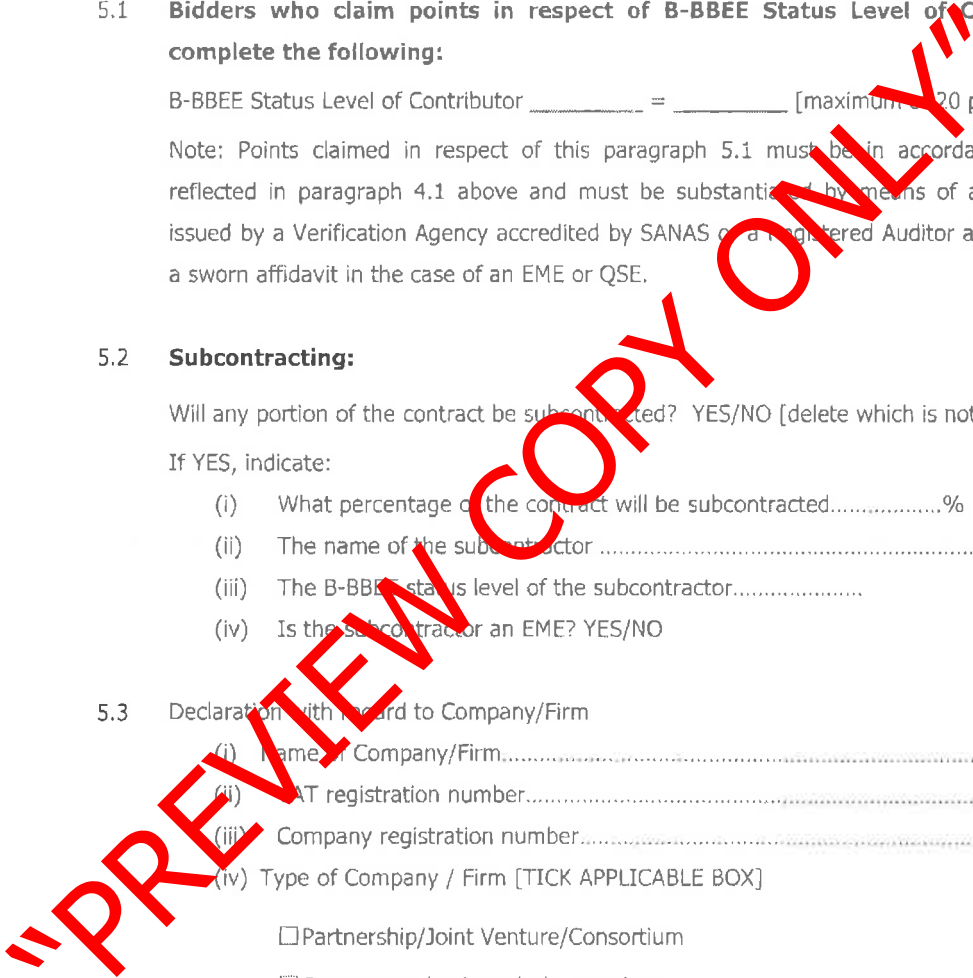 5.1 Bidders who claim points in respect of B-BBEE Status Level of
complete the following:
B-BBEE Status Level of Contributor __________ = __________ [maximum 20
Note: Points claimed in respect of this paragraph 5.1 must be in
reflected in paragraph 4.1 above and must be substantiated by means of a
issued by a Verification Agency accredited by SANAS or a Registered Auditor
a sworn affidavit in the case of an EME or QSE.
5.2 Subcontracting:
Will any portion of the contract be subcontracted? YES/NO [delete which is not
If YES, indicate:
(i) What percentage of the contract will be subcontracted..................%
(ii) The name of the subcontractor ..............................................................
(iii) The B-BBEE status level of the subcontractor.....................
(iv) Is the subcontractor an EME? YES/NO
5.3 Declaration with regard to Company/Firm
(i) Name of Company/Firm..............................................................................
(ii) VAT registration number..........................................................................
(iii) Company registration number.................................................................
(iv) Type of Company / Firm [TICK APPLICABLE BOX]
☐Partnership/Joint Venture/Consortium
“PREVIEW COPY ONLY”